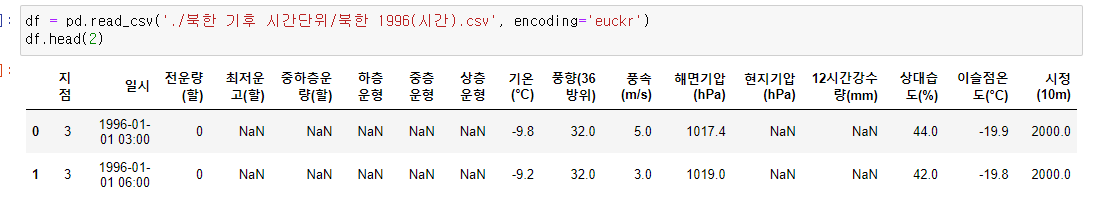 ]: df = pd.read_csv('./북한 기후 시간단위/북한 1996(시간).csv', encoding='euckr')
df.head(2)
]:
지점 일시 전운량(할) 최저운고(할) 중하층운량(할) 하층운형 중층운형 상층운형 기온(°C) 풍향(36방위) 풍속(m/s) 해면기압(hPa) 현지기압(hPa) 12시간강수량(mm) 상대습도(%) 이슬점온도(°C) 시정(10m)
0 3 1996-01-01 03:00 0 NaN NaN NaN NaN NaN -9.8 32.0 5.0 1017.4 NaN NaN 44.0 -19.9 2000.0
1 3 1996-01-01 06:00 0 NaN NaN NaN NaN NaN -9.2 32.0 3.0 1019.0 NaN NaN 42.0 -19.8 2000.0